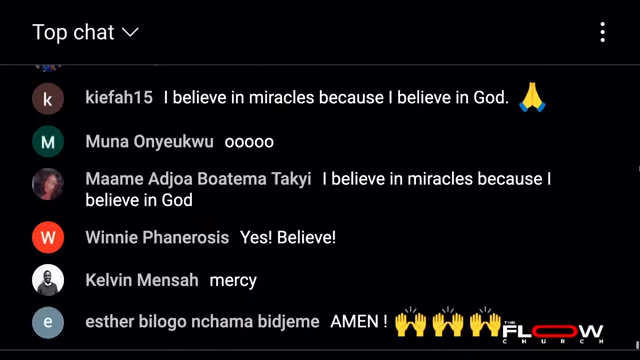 Top chat
kiefah15 I believe in miracles because I believe in God. 🙏
M Muna Onyeukwu ooooo
Maame Adjoa Boatema Takyi I believe in miracles because I
believe in God
W Winnie Phanerosis Yes! Believe!
Kelvin Mensah mercy
e esther bilogo nchama bidjeme AMEN ! 🙌 🙌 🙌
THE
FLOW
CHURCH